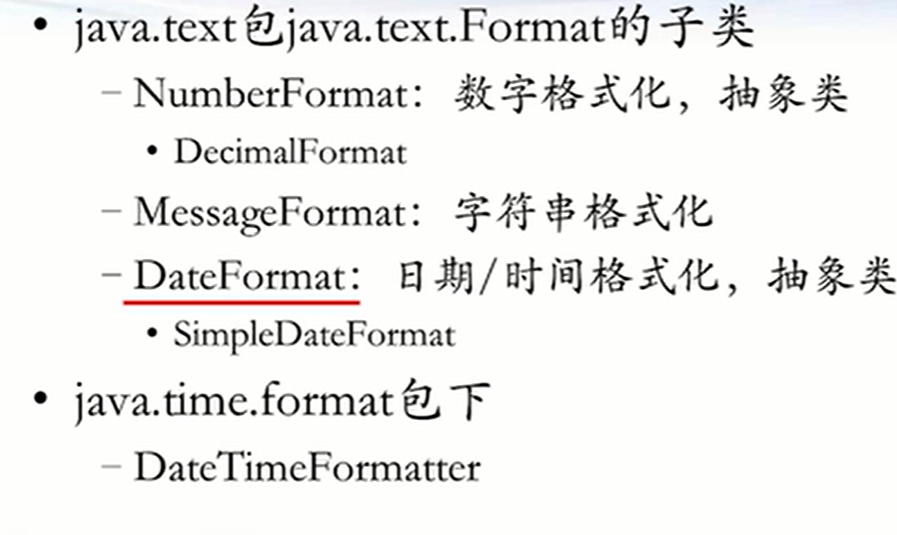 • java.text包java.text.Format的子类
– NumberFormat：数字格式化，抽象类
• DecimalFormat
– MessageFormat：字符串格式化
– DateFormat：日期/时间格式化，抽象类
• SimpleDateFormat
• java.time.format包下
– DateTimeFormatter